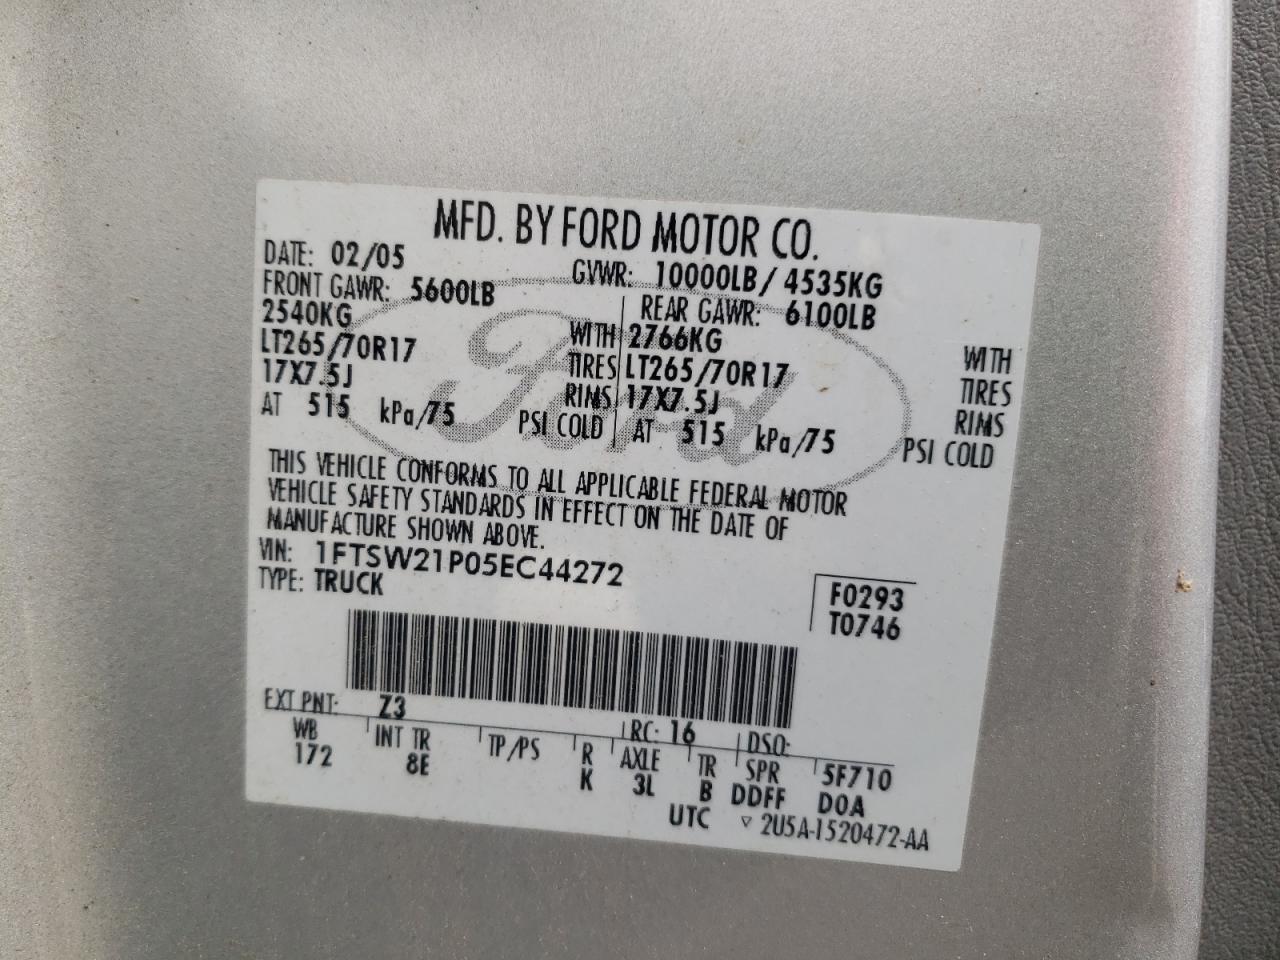 MFD. BY FORD MOTOR CO.
DATE: 02/05 GVWR: 10000LB/ 4535KG
FRONT GAWR: 5600LB REAR GAWR: 6100LB
2540KG WITH 2766KG WITH
LT265/70R17 TIRES LT265/70R17 TIRES
17X7.5J RIMS 17X7.5J RIMS
AT 515 kPa/75 PSI COLD AT 515 kPa/75 PSI COLD
Ford
THIS VEHICLE CONFORMS TO ALL APPLICABLE FEDERAL MOTOR
VEHICLE SAFETY STANDARDS IN EFFECT ON THE DATE OF
MANUFACTURE SHOWN ABOVE.
VIN: 1FTSW21P05EC44272
TYPE: TRUCK
F0293
T0746
EXT PNT: Z3 RC: 16 DSO:
WB INT TR TP/PS R AXLE TR SPR 5F710
172 8E K 3L B DDFF DOA
UTC ▽ 2U5A-1520472-AA